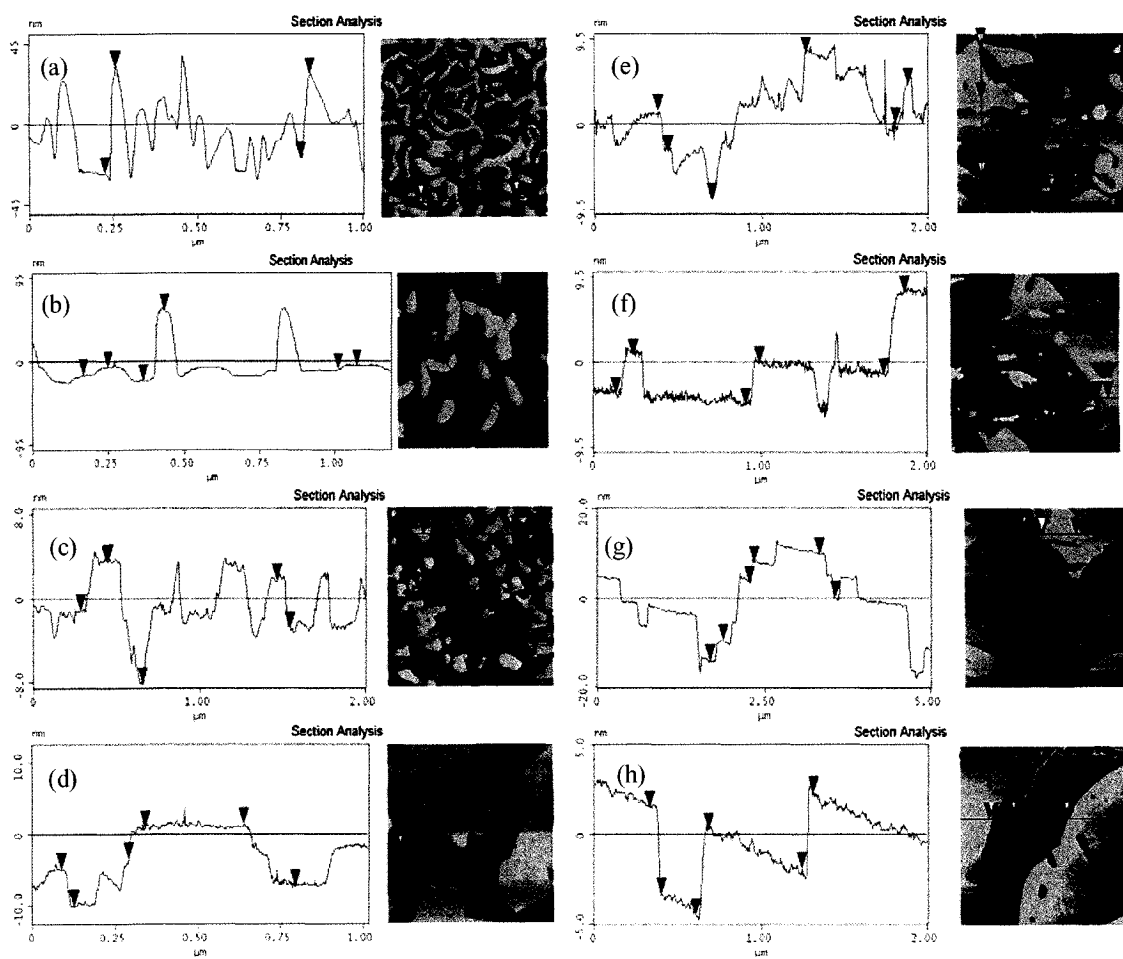 nm Section Analysis
(a)
45
0
-45
0 0.25 0.50 0.75 1.00
µm
nm Section Analysis
(b)
95
0
-95
0 0.25 0.50 0.75 1.00
µm
nm Section Analysis
(c)
8.0
0
-8.0
0 1.00 2.00
µm
nm Section Analysis
(d)
10.0
0
-10.0
0 0.25 0.50 0.75 1.00
µm
nm Section Analysis
(e)
9.5
0
-9.5
0 1.00 2.00
µm
nm Section Analysis
(f)
9.5
0
-9.5
0 1.00 2.00
µm
nm Section Analysis
(g)
20.0
0
-20.0
0 2.50 5.00
µm
nm Section Analysis
(h)
5.0
0
-5.0
0 1.00 2.00
µm